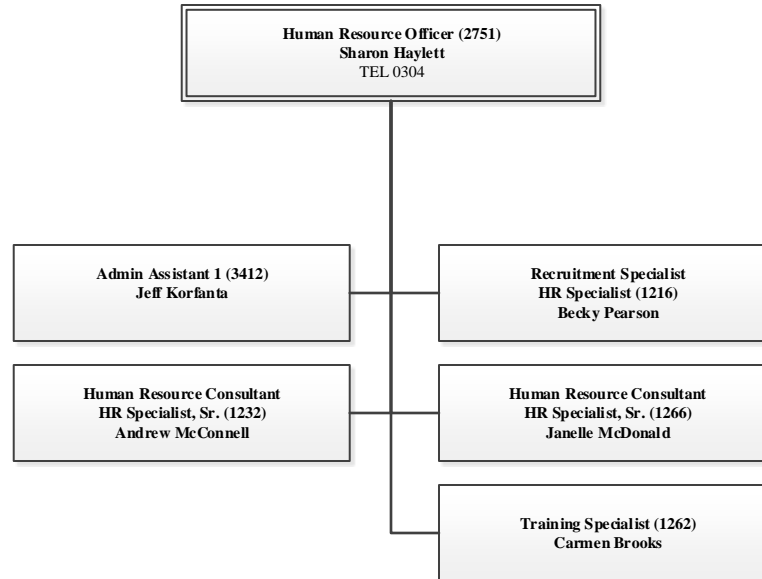 Human Resource Officer (2751)
Sharon Haylett
TEL 0304
Admin Assistant 1 (3412)
Jeff Korfanta
Recruitment Specialist
HR Specialist (1216)
Becky Pearson
Human Resource Consultant
HR Specialist, Sr. (1232)
Andrew McConnell
Human Resource Consultant
HR Specialist, Sr. (1266)
Janelle McDonald
Training Specialist (1262)
Carmen Brooks